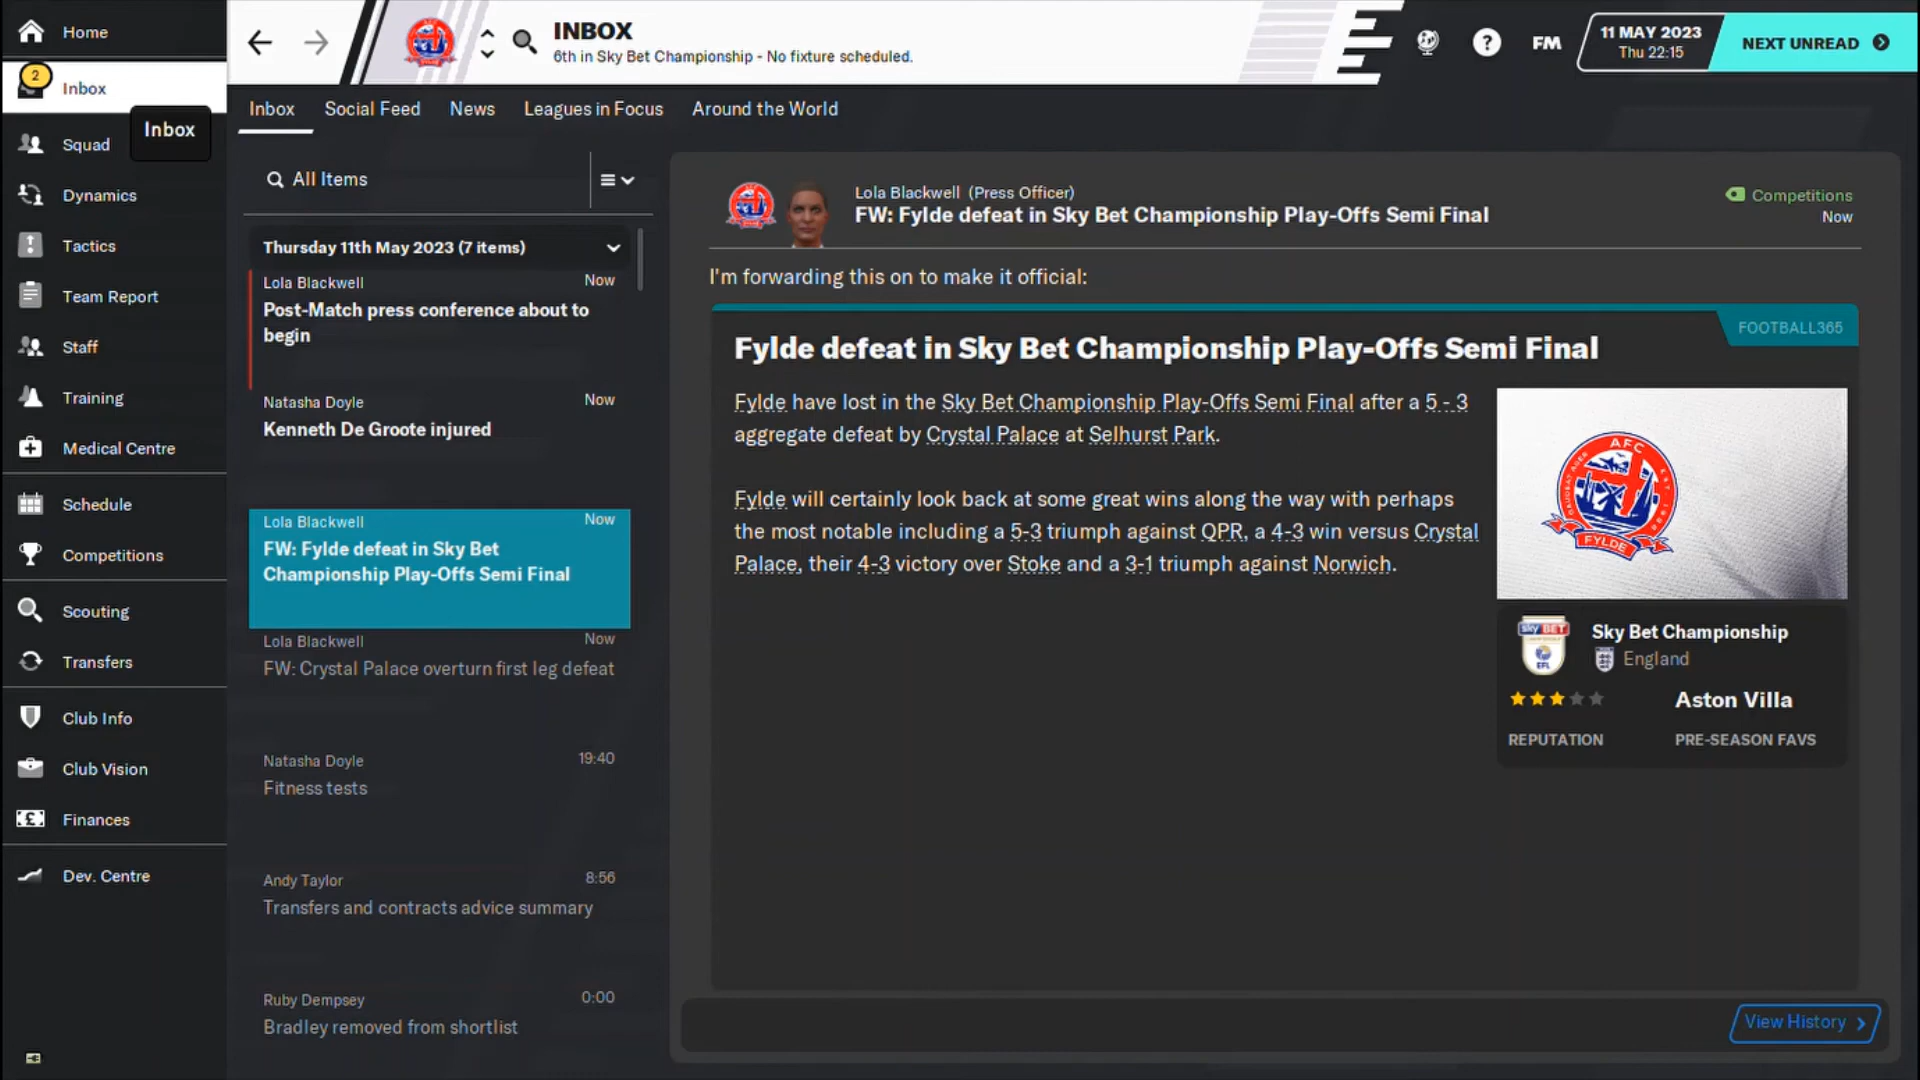 Home
2
Inbox
Inbox
Squad
Dynamics
Tactics
Team Report
Staff
Training
Medical Centre
Schedule
Competitions
Scouting
Transfers
Club Info
Club Vision
Finances
Dev. Centre
INBOX
6th in Sky Bet Championship - No fixture scheduled.
?
FM
11 MAY 2023
Thu 22:15
NEXT UNREAD
Inbox Social Feed News Leagues in Focus Around the World
All Items
Thursday 11th May 2023 (7 items)
Lola Blackwell Now
Post-Match press conference about to
begin
Natasha Doyle Now
Kenneth De Groote injured
Lola Blackwell Now
FW: Fylde defeat in Sky Bet
Championship Play-Offs Semi Final
Lola Blackwell Now
FW: Crystal Palace overturn first leg defeat
Natasha Doyle 19:40
Fitness tests
Andy Taylor 8:56
Transfers and contracts advice summary
Ruby Dempsey 0:00
Bradley removed from shortlist
Lola Blackwell (Press Officer)
FW: Fylde defeat in Sky Bet Championship Play-Offs Semi Final
Competitions
Now
I'm forwarding this on to make it official:
FOOTBALL365
Fylde defeat in Sky Bet Championship Play-Offs Semi Final
Fylde have lost in the Sky Bet Championship Play-Offs Semi Final after a 5 - 3
aggregate defeat by Crystal Palace at Selhurst Park.
Fylde will certainly look back at some great wins along the way with perhaps
the most notable including a 5-3 triumph against QPR, a 4-3 win versus Crystal
Palace, their 4-3 victory over Stoke and a 3-1 triumph against Norwich.
AFC
FYLDE
sky BET
EFL
Sky Bet Championship
England
Aston Villa
REPUTATION
PRE-SEASON FAVS
View History